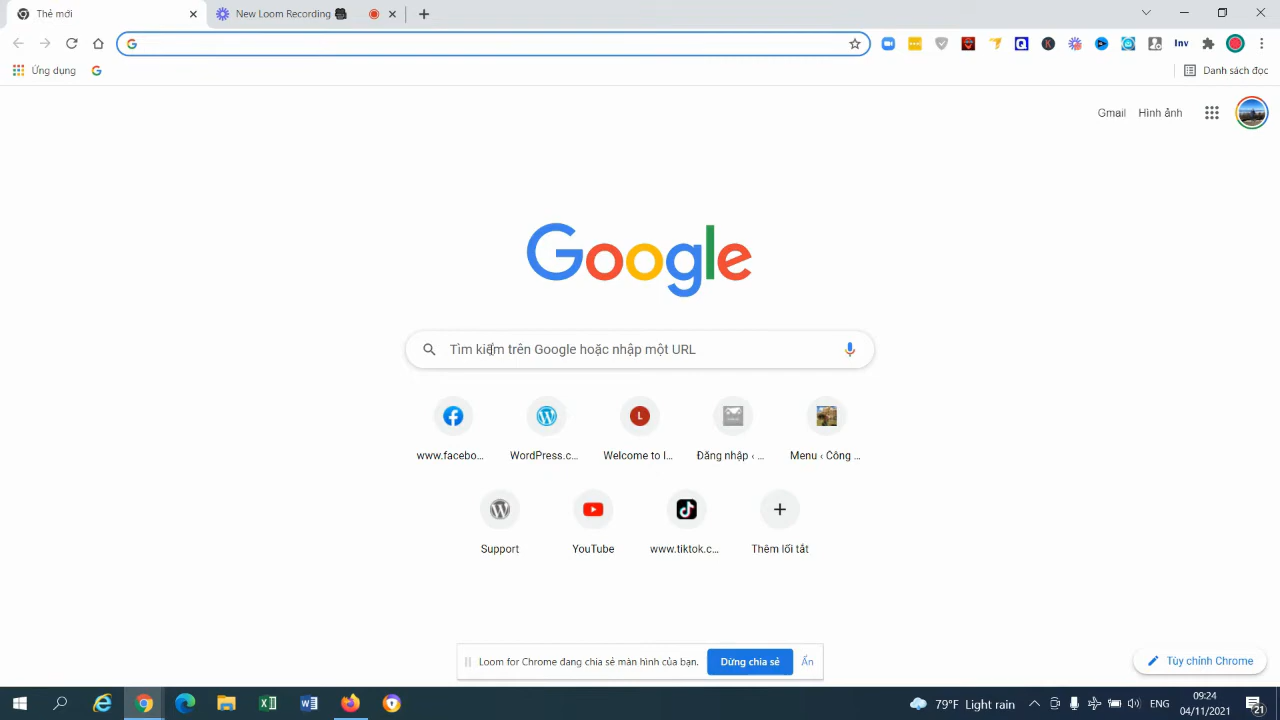 Thẻ mới
New Loom Recording
Ứng dụng
Danh sách đọc
Inv
Gmail
Hình ảnh
Google
Tìm kiếm trên Google hoặc nhập một URL
www.facebo...
WordPress.c...
L
Welcome to l...
Đăng nhập ‹ ...
Menu ‹ Công ...
Support
YouTube
www.tiktok.c...
Thêm lối tắt
Loom for Chrome đang chia sẻ màn hình của bạn.
Dừng chia sẻ
Ẩn
Tùy chỉnh Chrome
79°F Light rain
ENG
09:24
04/11/2021
21